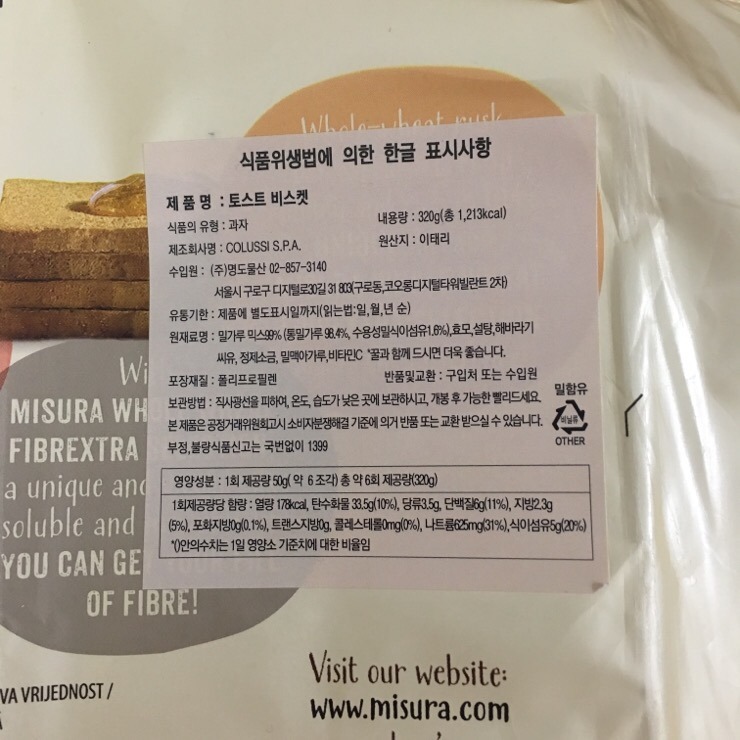 Whole-wheat rusk
식품위생법에 의한 한글 표시사항
제 품 명 : 토스트 비스켓
식품의 유형 : 과자
내용량 : 320g(총 1,213kcal)
제조회사명 : COLUSSI S.P.A.
원산지 : 이태리
수입원 : (주)명도물산 02-857-3140
서울시 구로구 디지털로30길 31 803(구로동,코오롱디지털타워빌란트 2차)
유통기한 : 제품에 별도표시일까지(읽는법:일,월,년 순)
원재료명 : 밀가루 믹스99% (통밀가루 98.4%, 수용성밀식이섬유1.6%),효모,설탕,해바라기
씨유, 정제소금, 밀맥아가루,비타민C *꿀과 함께 드시면 더욱 좋습니다.
포장재질 : 폴리프로필렌
반품및교환 : 구입처 또는 수입원
보관방법 : 직사광선을 피하여, 온도, 습도가 낮은 곳에 보관하시고, 개봉 후 가능한 빨리드세요.
본 제품은 공정거래위원회고시 소비자분쟁해결 기준에 의거 반품 또는 교환 받으실 수 있습니다.
부정,불량식품신고는 국번없이 1399
밀함유
비닐류
OTHER
영양성분 : 1회 제공량 50g( 약 6 조각) 총 약 6회 제공량(320g)
1회제공량당 함량 : 열량 178kcal, 탄수화물 33.5g(10%), 당류3.5g, 단백질6g(11%), 지방2.3g
(5%), 포화지방0g(0.1%), 트랜스지방0g, 콜레스테롤0mg(0%), 나트륨625mg(31%),식이섬유5g(20%)
*()안의수치는 1일 영양소 기준치에 대한 비율임
Wi
MISURA WH
FIBREXTRA
a unique and
soluble and
YOU CAN GE
OF FIBRE!
VA VRIJEDNOST /
Visit our website:
www.misura.com